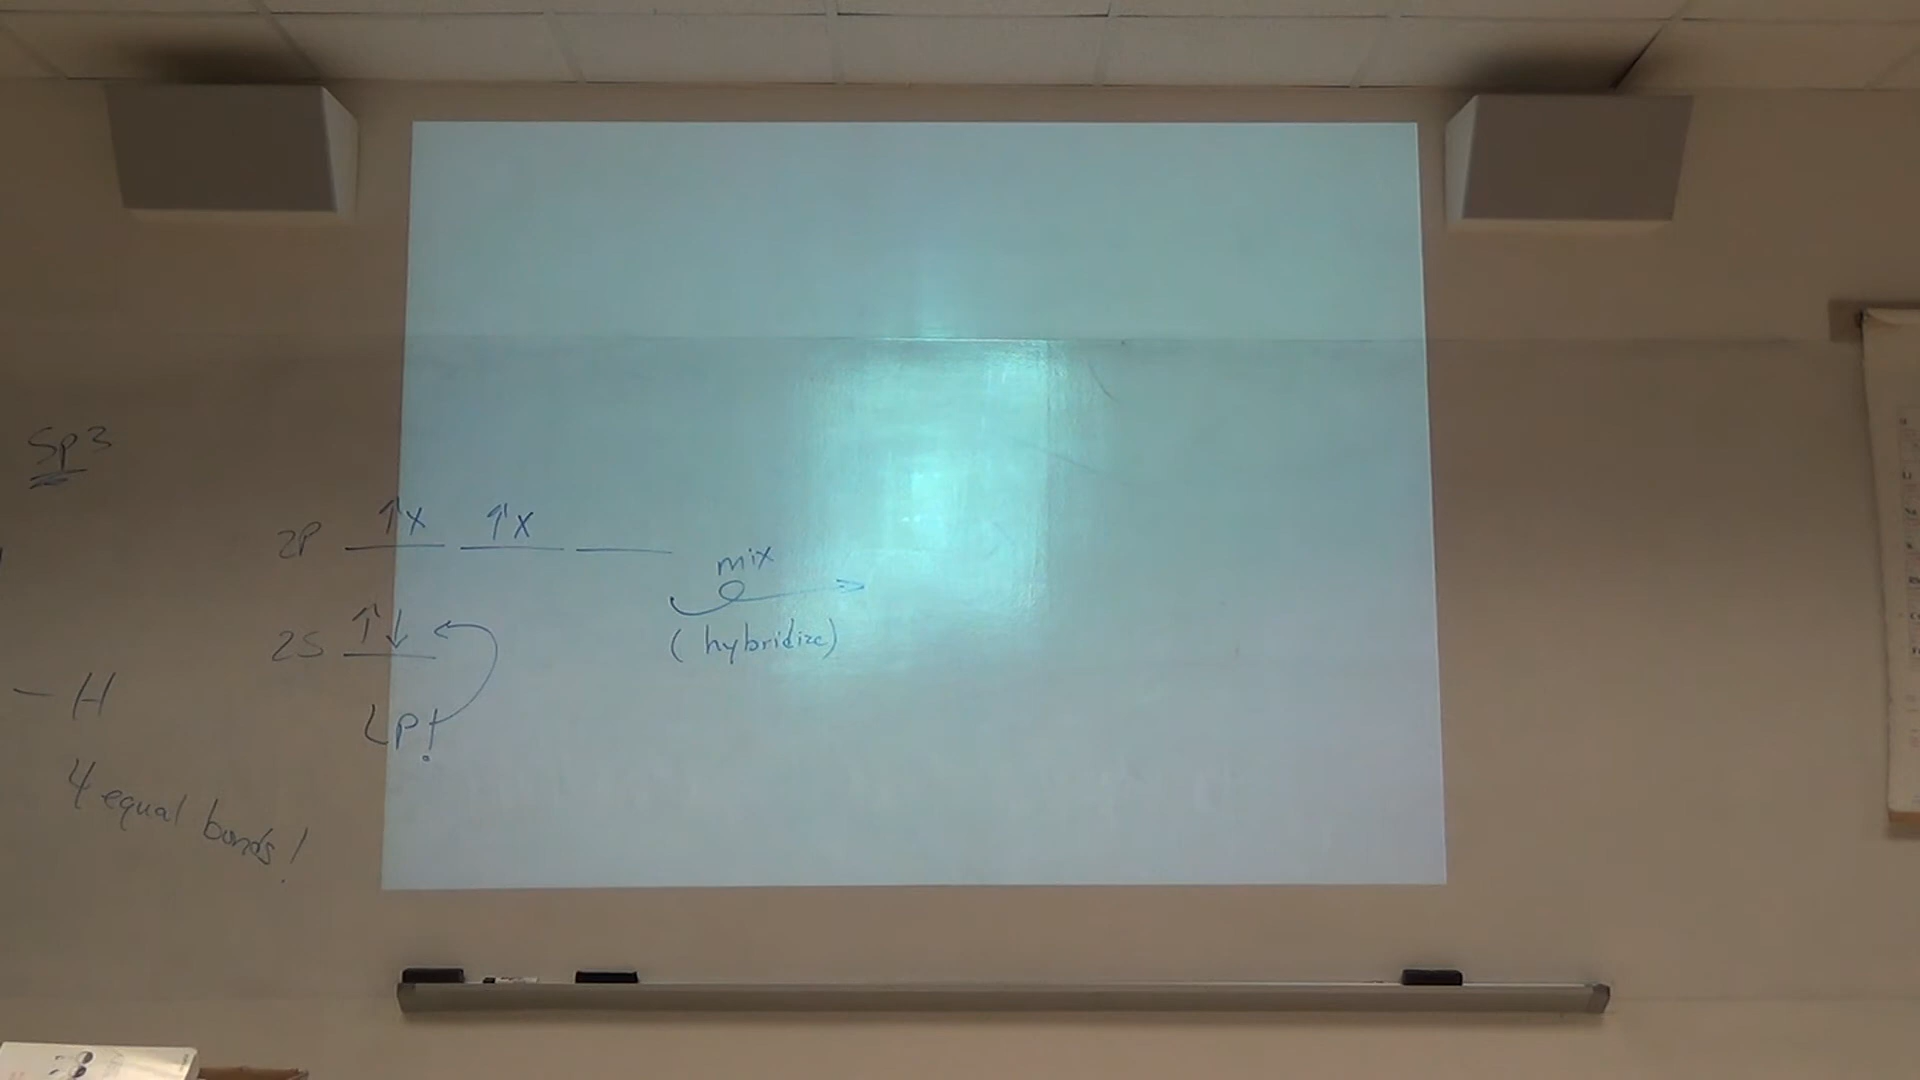 Sp3
2P ↑x ↑x
mix
2S ↑↓
(hybridize)
— H
LP!
4 equal bonds!